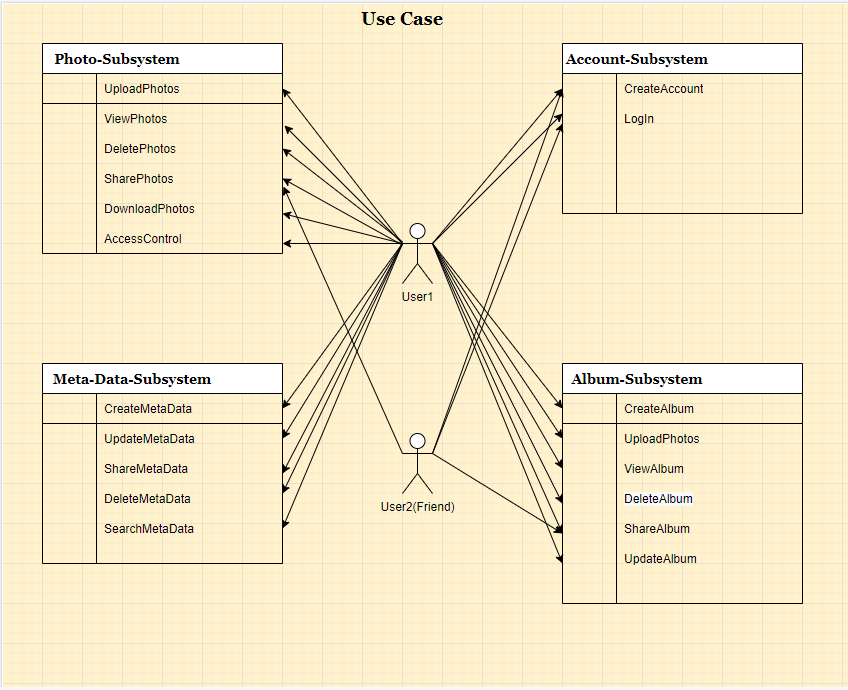 Use Case
Photo-Subsystem
UploadPhotos
ViewPhotos
DeletePhotos
SharePhotos
DownloadPhotos
AccessControl
Account-Subsystem
CreateAccount
LogIn
User1
Meta-Data-Subsystem
CreateMetaData
UpdateMetaData
ShareMetaData
DeleteMetaData
SearchMetaData
User2(Friend)
Album-Subsystem
CreateAlbum
UploadPhotos
ViewAlbum
DeleteAlbum
ShareAlbum
UpdateAlbum